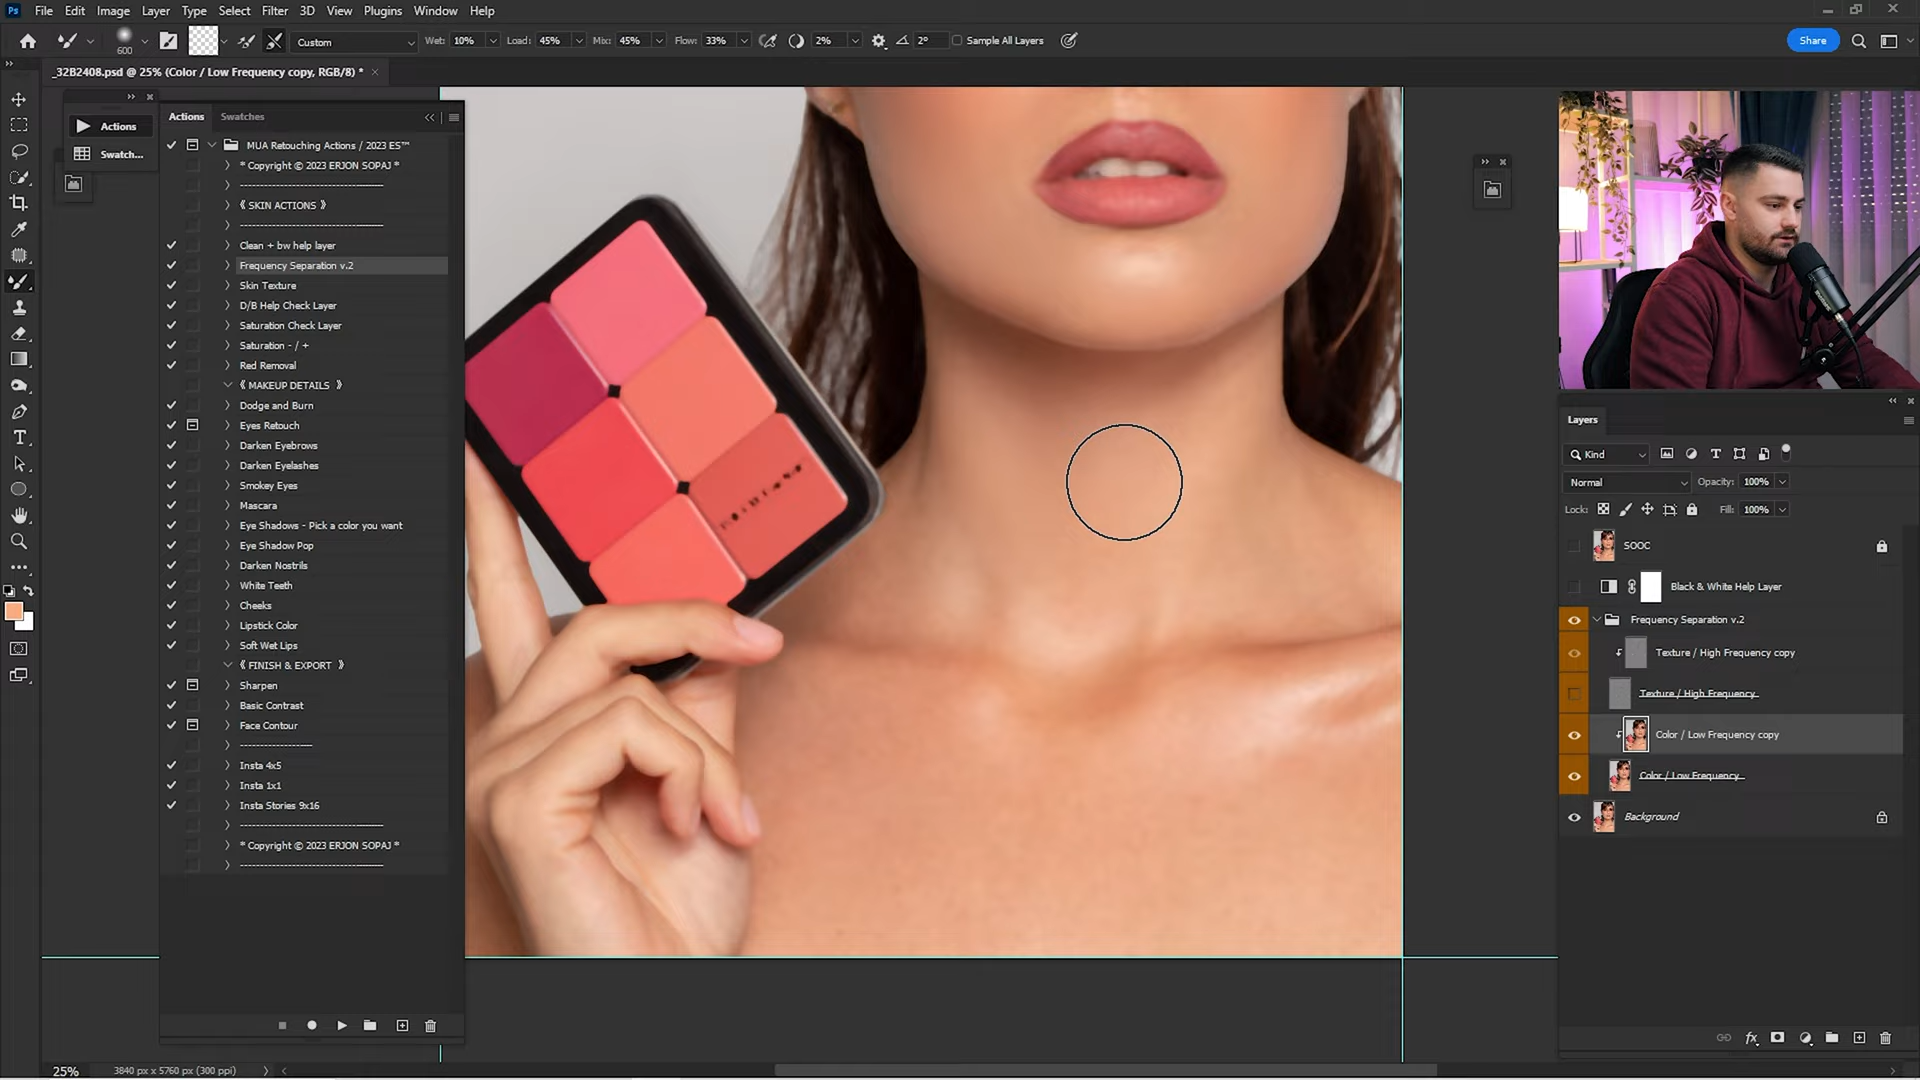 Ps File Edit Image Layer Type Select Filter 3D View Plugins Window Help
600 Custom Wet: 10% Load: 45% Mix: 45% Flow: 33% 2% 2° Sample All Layers Share
_32B2408.psd @ 25% (Color / Low Frequency copy, RGB/8) *
Actions
Swatch...
Actions Swatches
MUA Retouching Actions / 2023 ES™
* Copyright © 2023 ERJON SOPAJ *
------------------------------------
《 SKIN ACTIONS 》
------------------------------------
Clean + bw help layer
Frequency Separation v.2
Skin Texture
D/B Help Check Layer
Saturation Check Layer
Saturation - / +
Red Removal
《 MAKEUP DETAILS 》
Dodge and Burn
Eyes Retouch
Darken Eyebrows
Darken Eyelashes
Smokey Eyes
Mascara
Eye Shadows - Pick a color you want
Eye Shadow Pop
Darken Nostrils
White Teeth
Cheeks
Lipstick Color
Soft Wet Lips
《 FINISH & EXPORT 》
Sharpen
Basic Contrast
Face Contour
------------------
Insta 4x5
Insta 1x1
Insta Stories 9x16
------------------------------------
* Copyright © 2023 ERJON SOPAJ *
------------------------------------
Layers
Kind
Normal Opacity: 100%
Lock: Fill: 100%
SOOC
Black & White Help Layer
Frequency Separation v.2
Texture / High Frequency copy
Texture / High Frequency
Color / Low Frequency copy
Color / Low Frequency
Background
25% 3840 px x 5760 px (300 ppi)